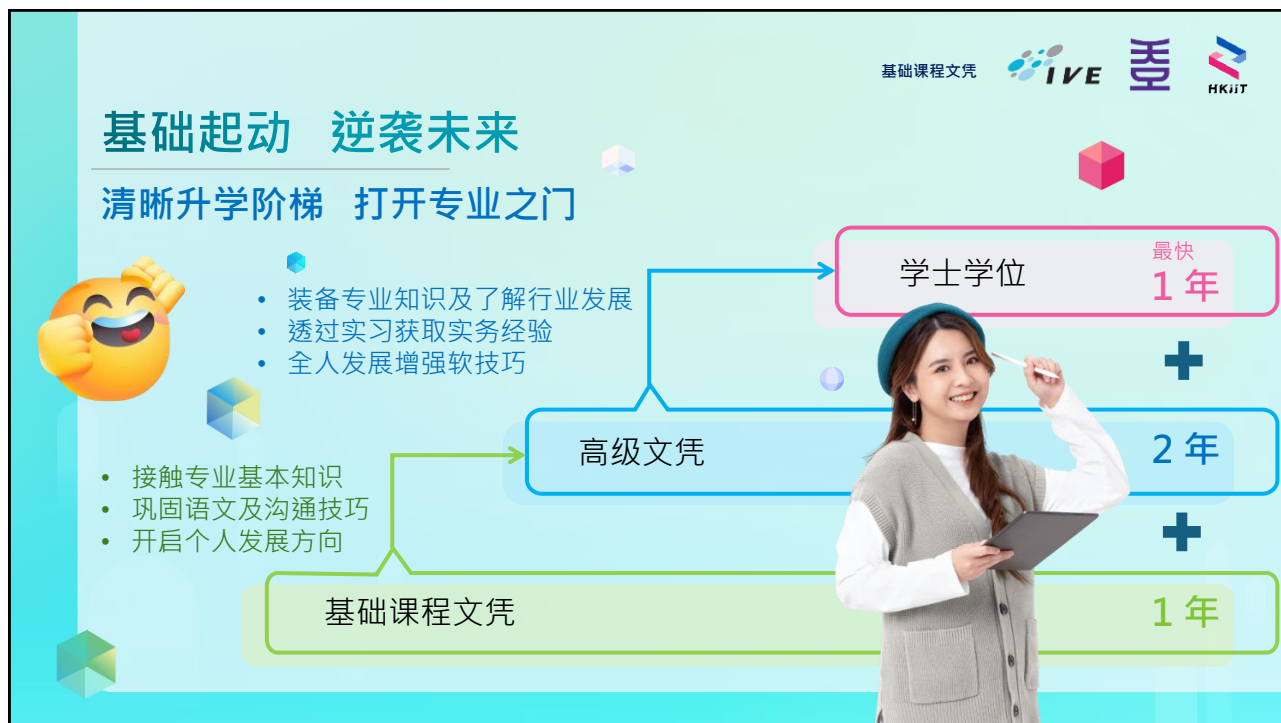 基础课程文凭
IVE
HKiiT
基础起动 逆袭未来
清晰升学阶梯 打开专业之门
学士学位
最快
1 年
• 装备专业知识及了解行业发展
• 透过实习获取实务经验
• 全人发展增强软技巧
高级文凭
2 年
• 接触专业基本知识
• 巩固语文及沟通技巧
• 开启个人发展方向
基础课程文凭
1 年